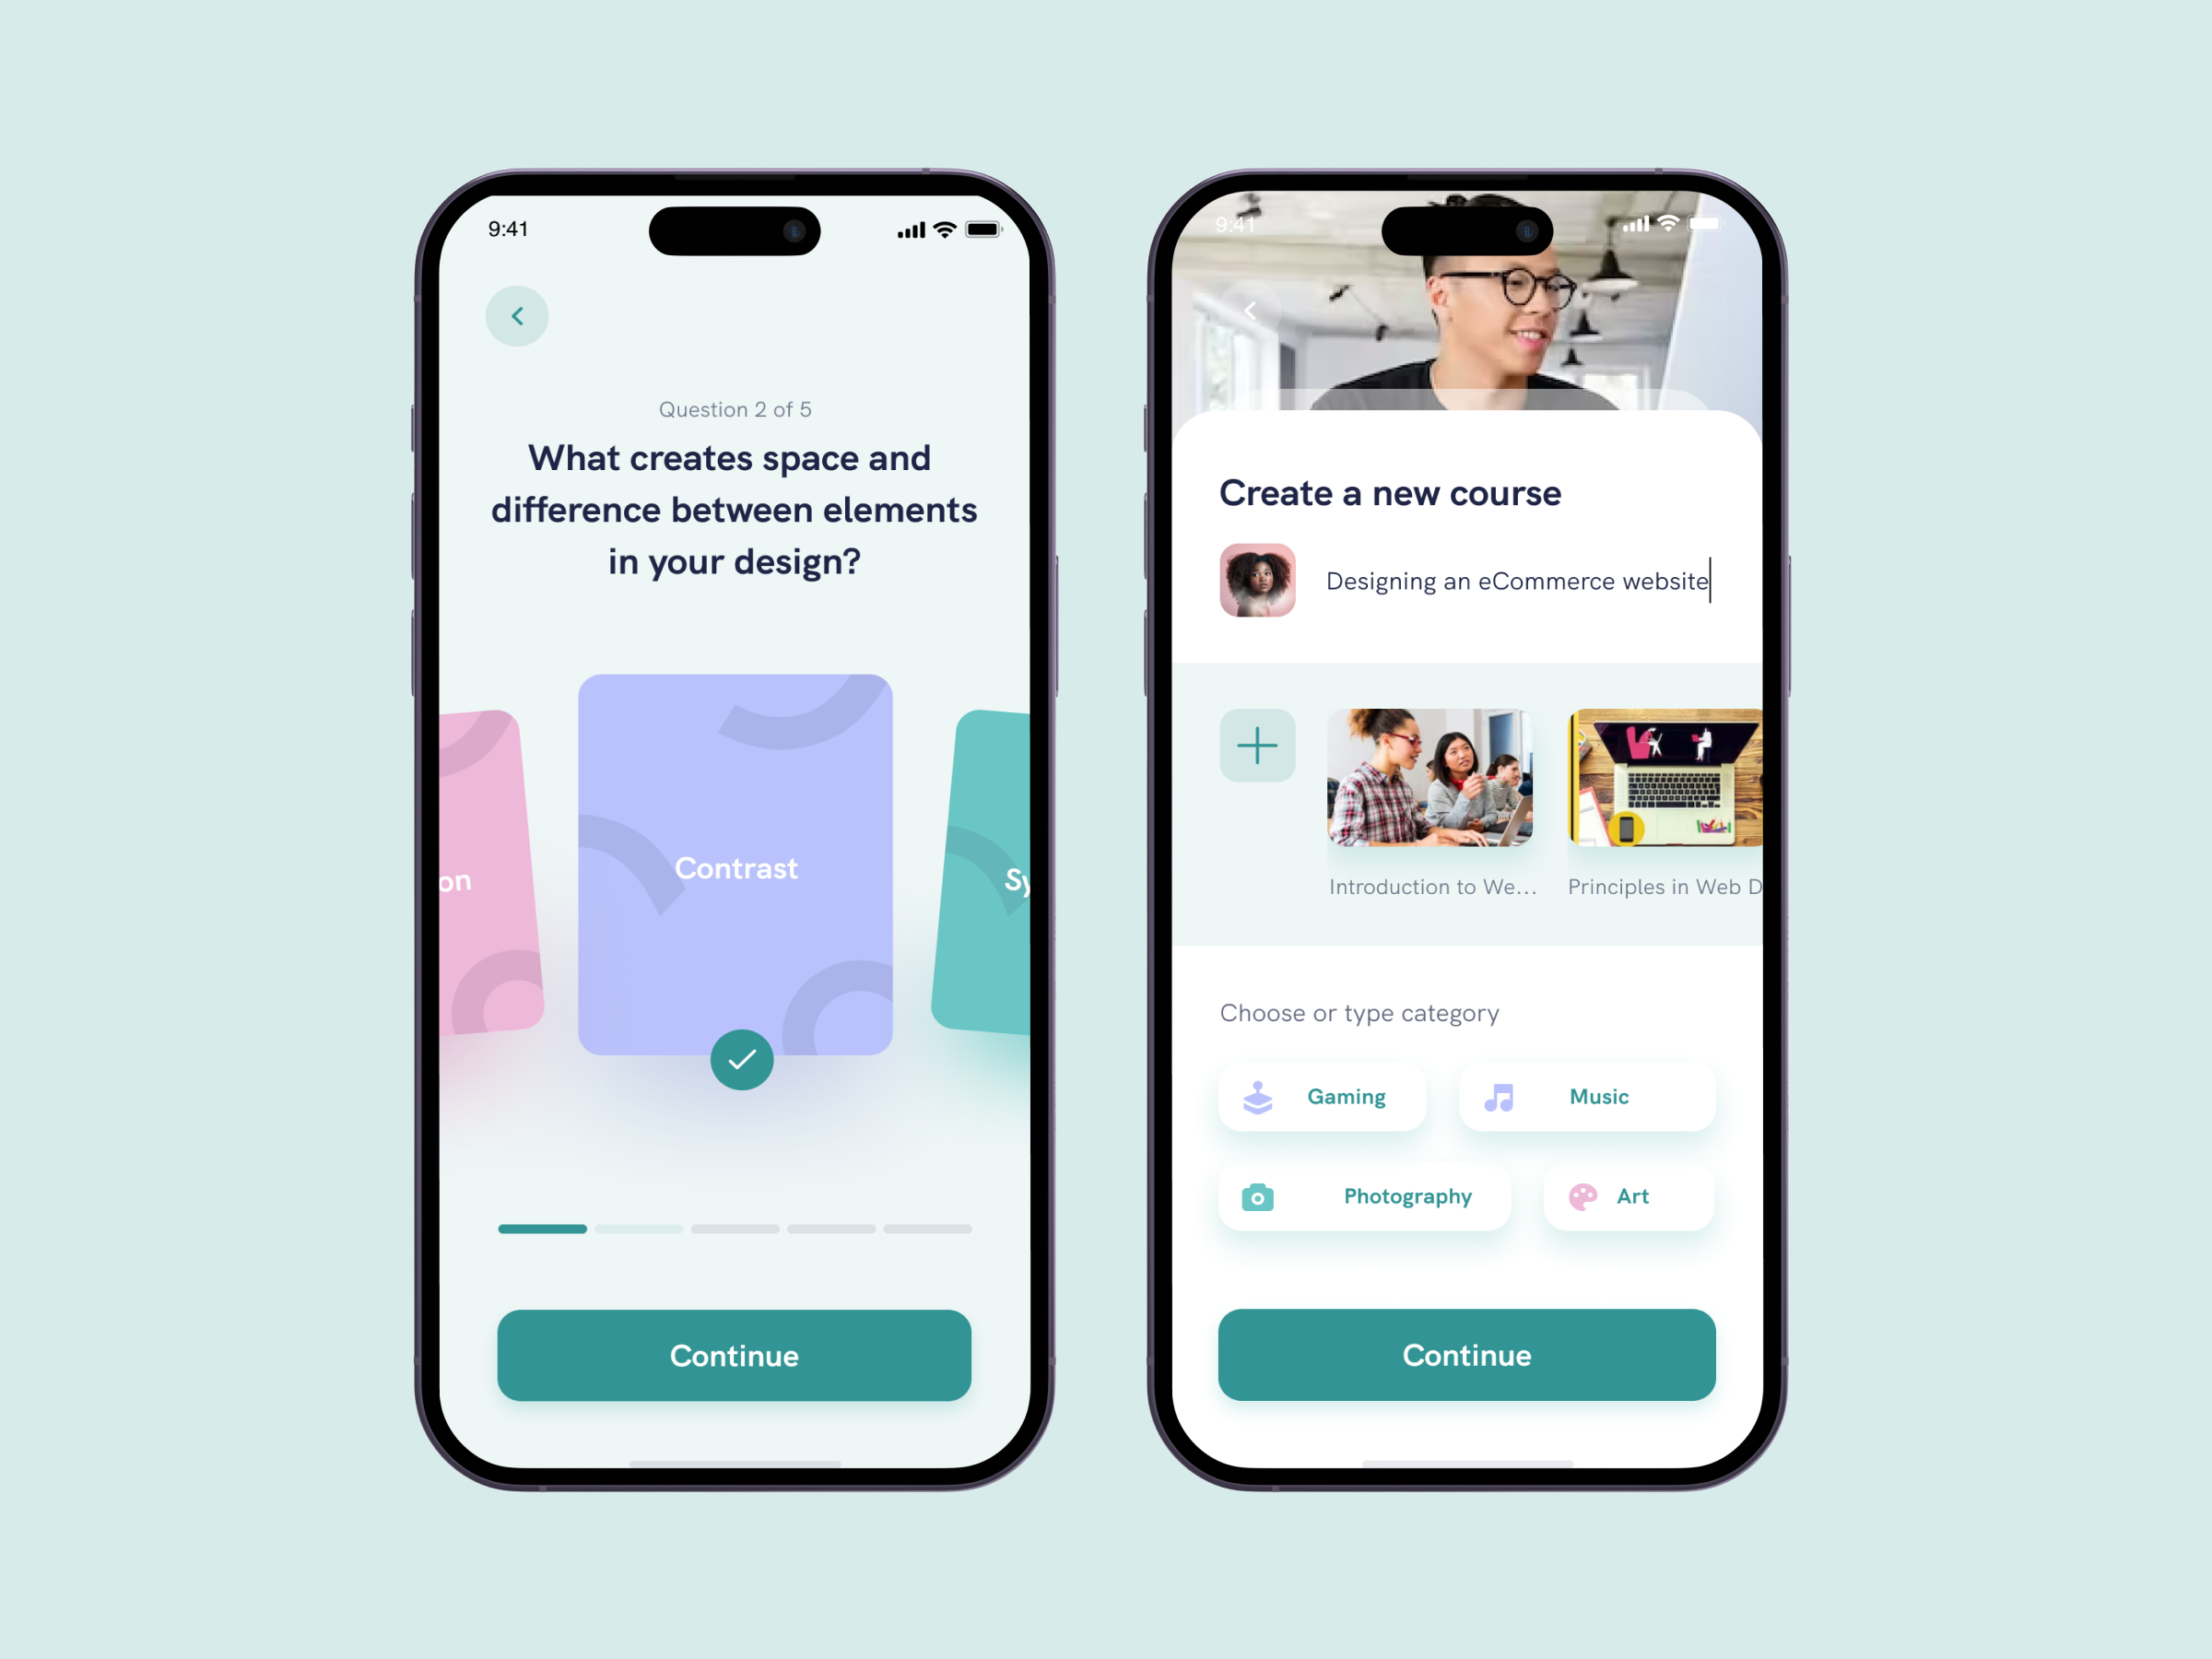 9:41
Question 2 of 5
What creates space and
difference between elements
in your design?
on
Contrast
Sy
Continue
9:41
Create a new course
Designing an eCommerce website
Introduction to We...
Principles in Web D
Choose or type category
Gaming
Music
Photography
Art
Continue